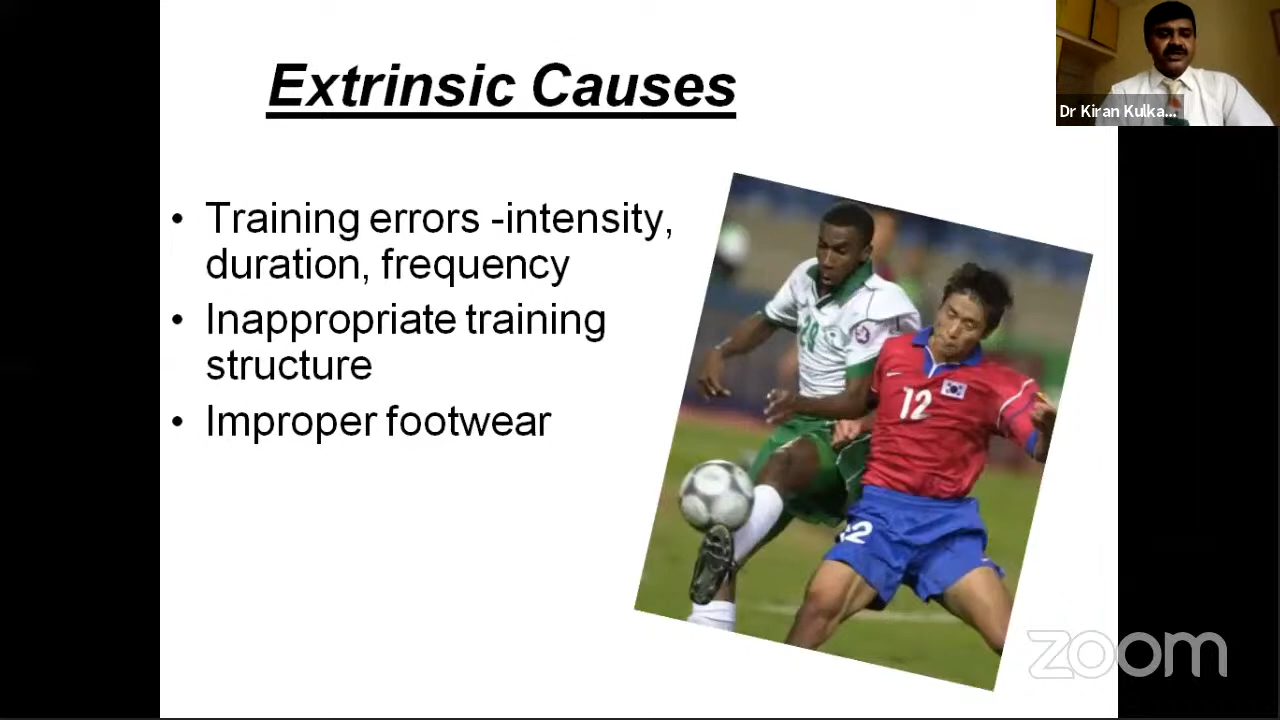 Extrinsic Causes
Dr Kiran Kulka...
• Training errors -intensity,
duration, frequency
• Inappropriate training
structure
• Improper footwear
12
12
zoom